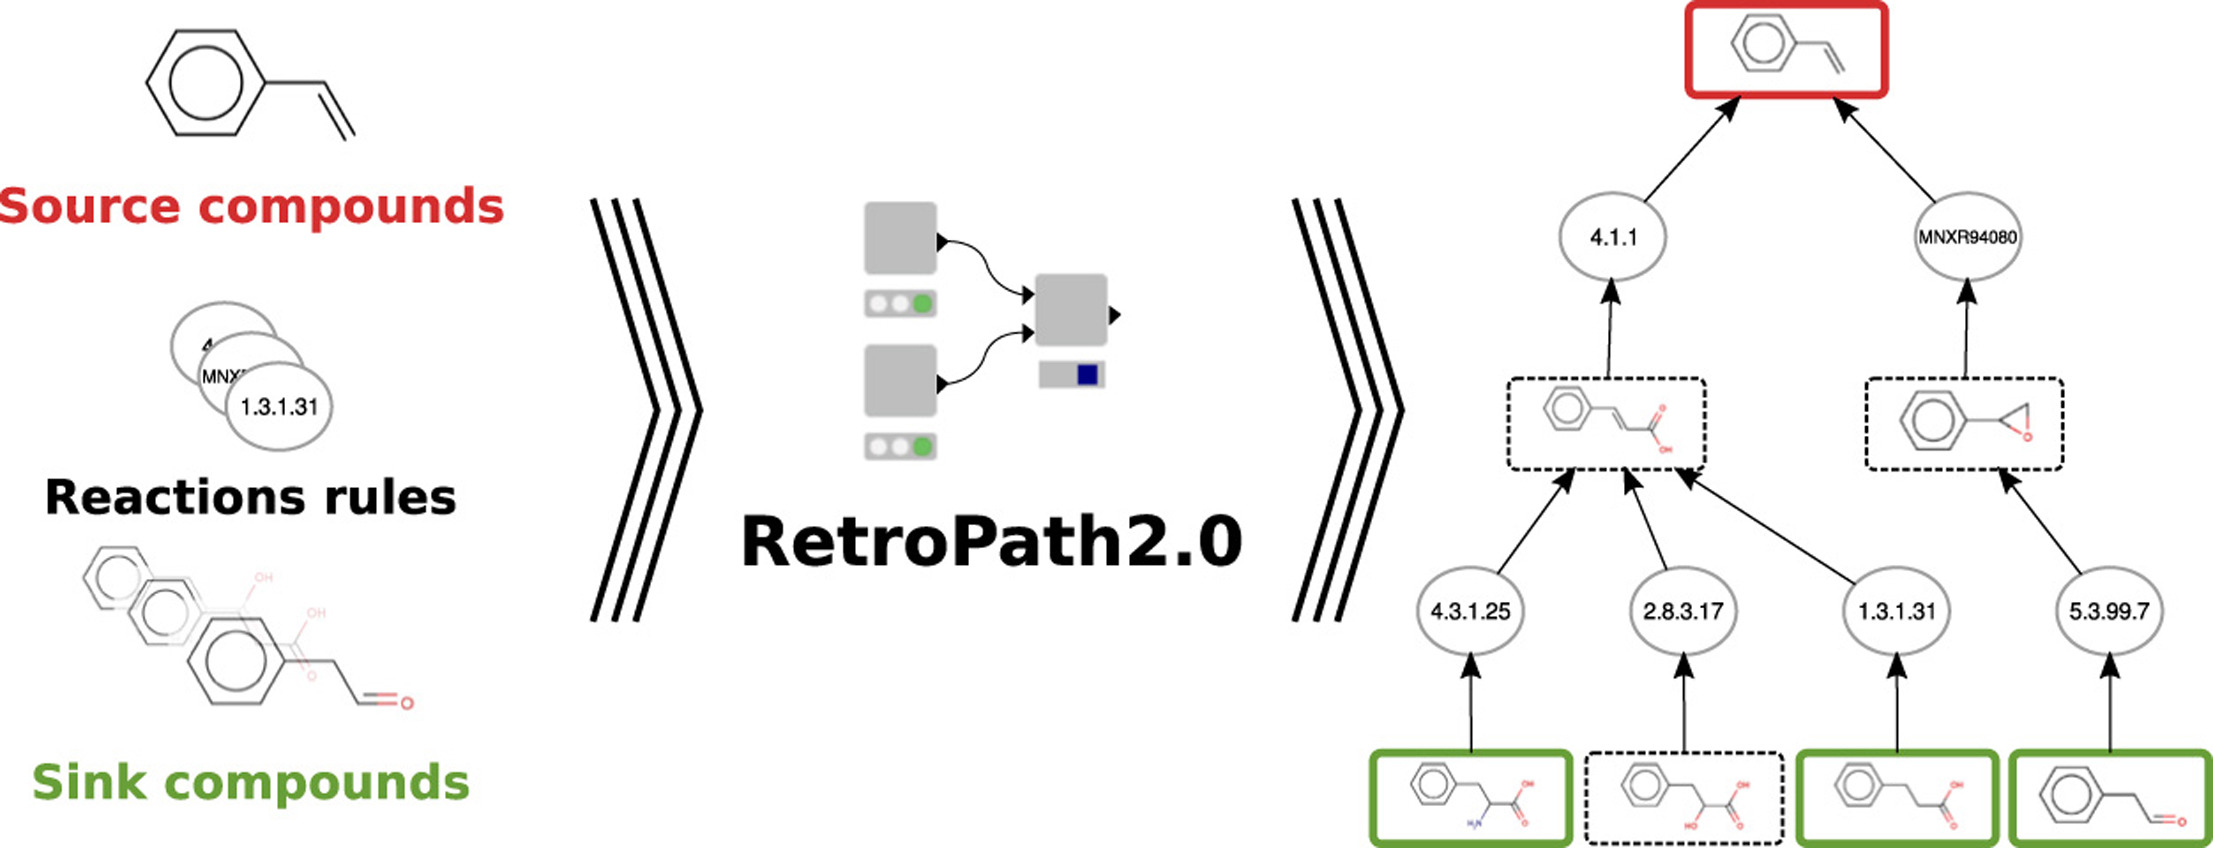 Source compounds
4
MNX
1.3.1.31
Reactions rules
OH
OH
O
O
Sink compounds
RetroPath2.0
4.1.1
MNXR94080
O
OH
O
4.3.1.25
2.8.3.17
1.3.1.31
5.3.99.7
OH
H₂N
O
OH
HO
O
OH
O
O